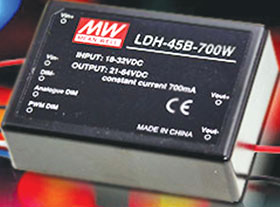 Vin+
MW
MEAN WELL
LDH-45B-700W
Vin-
DIM-
INPUT: 18-32VDC
OUTPUT: 21-64VDC
constant current 700mA
Vout+
Analogue DIM
PWM DIM
CE
Vout-
MADE IN CHINA